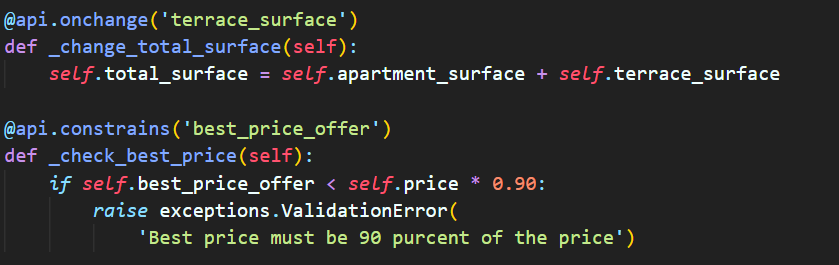 @api.onchange('terrace_surface')
def _change_total_surface(self):
    self.total_surface = self.apartment_surface + self.terrace_surface

@api.constrains('best_price_offer')
def _check_best_price(self):
    if self.best_price_offer < self.price * 0.90:
        raise exceptions.ValidationError(
            'Best price must be 90 purcent of the price')